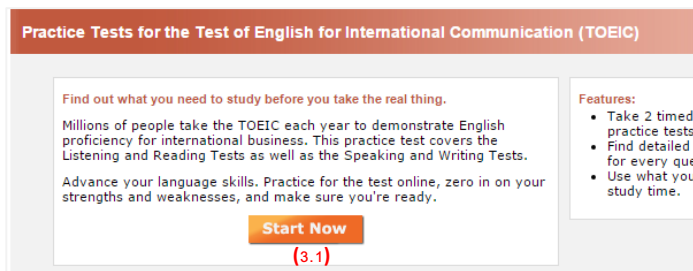 Practice Tests for the Test of English for International Communication (TOEIC)
Find out what you need to study before you take the real thing.
Millions of people take the TOEIC each year to demonstrate English
proficiency for international business. This practice test covers the
Listening and Reading Tests as well as the Speaking and Writing Tests.
Advance your language skills. Practice for the test online, zero in on your
strengths and weaknesses, and make sure you're ready.
Start Now
(3.1)
Features:
• Take 2 timed
practice tests
• Find detailed
for every que
• Use what you
study time.